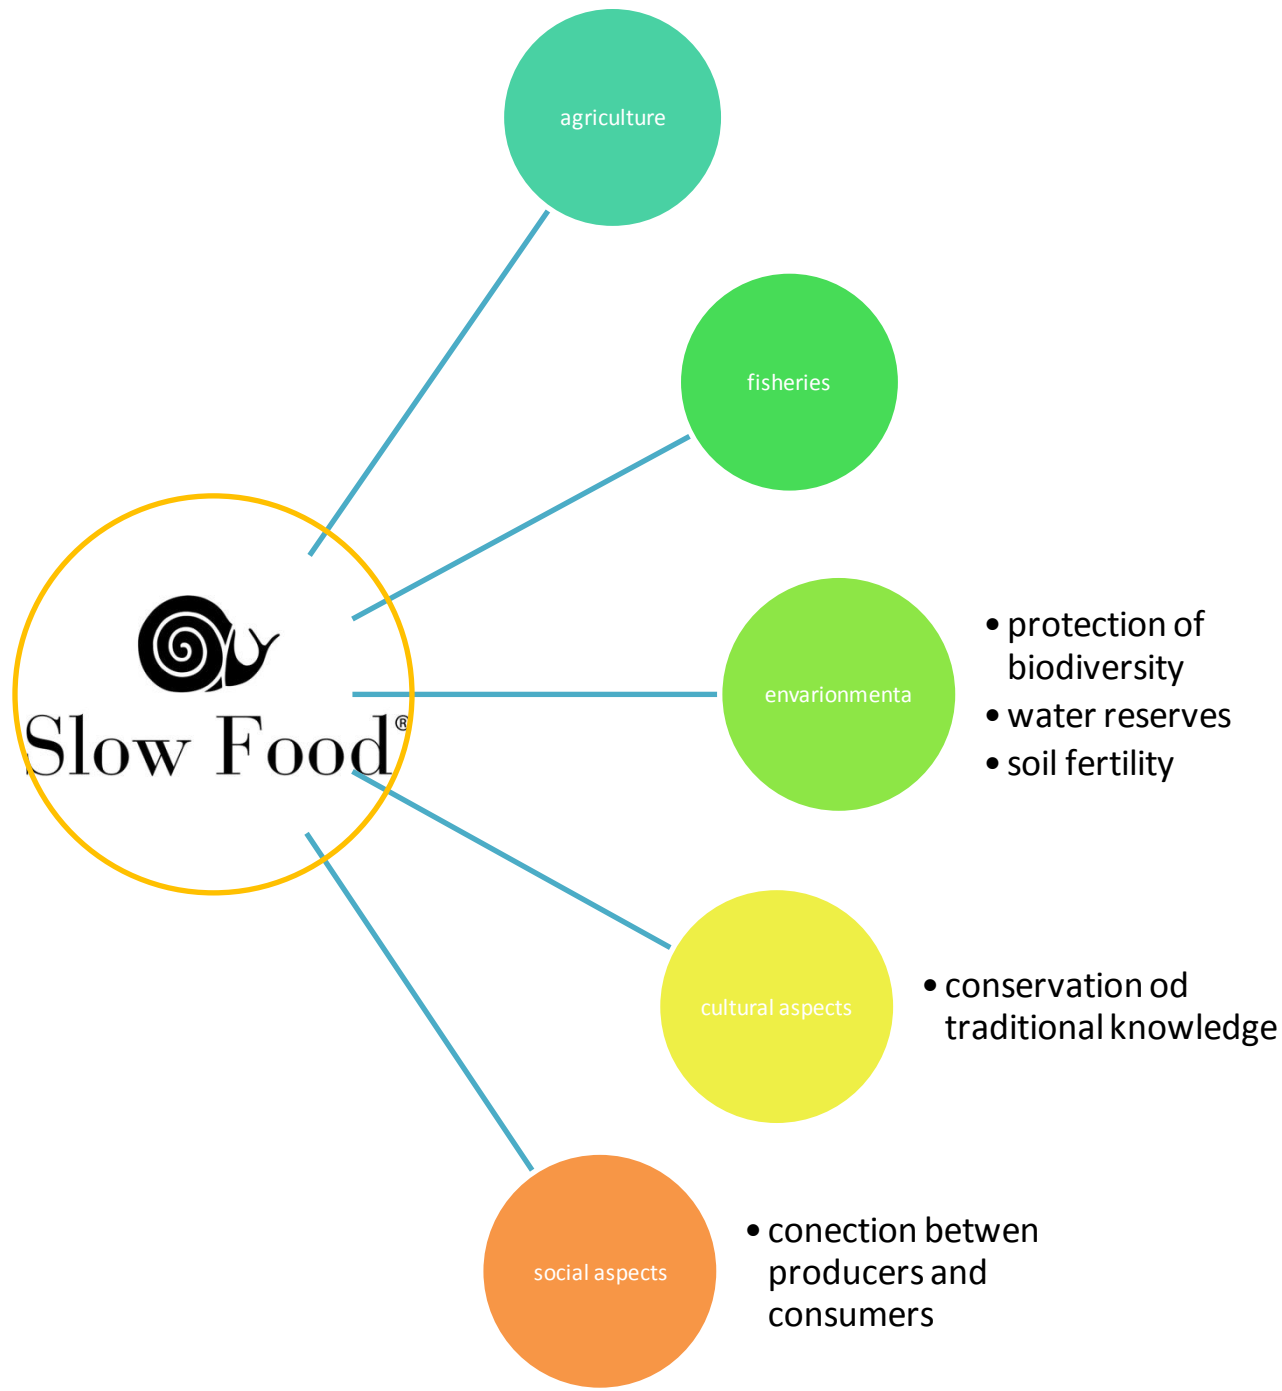 agriculture
fisheries
Slow Food®
envarionmenta
• protection of
biodiversity
• water reserves
• soil fertility
cultural aspects
• conservation od
traditional knowledge
social aspects
• conection betwen
producers and
consumers